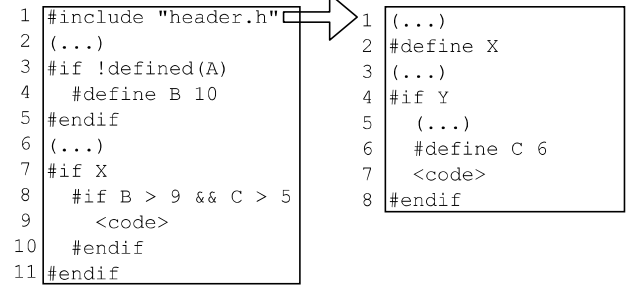 1 #include "header.h"
2 (...)
3 #if !defined(A)
4 #define B 10
5 #endif
6 (...)
7 #if X
8 #if B > 9 && C > 5
9 <code>
10 #endif
11 #endif
1 (...)
2 #define X
3 (...)
4 #if Y
5 (...)
6 #define C 6
7 <code>
8 #endif